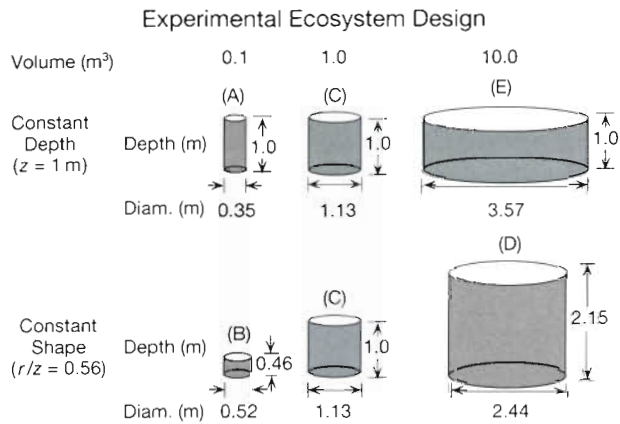 Experimental Ecosystem Design
Volume (m³) 0.1 1.0 10.0
(A) (C) (E)
Constant
Depth
(z = 1 m)
Depth (m) 1.0 1.0 1.0
Diam. (m) 0.35 1.13 3.57
(B) (C) (D)
Constant
Shape
(r/z = 0.56)
Depth (m) 0.46 1.0 2.15
Diam. (m) 0.52 1.13 2.44